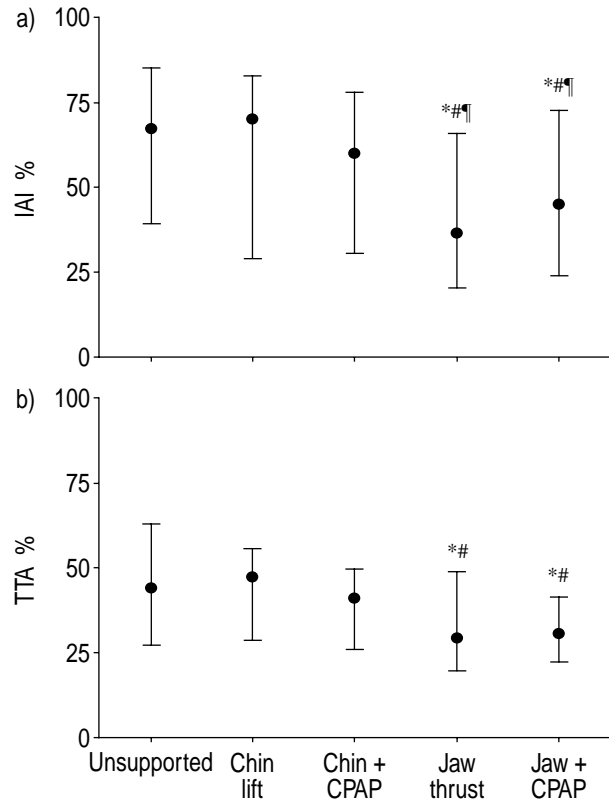 a)
100
75
50
25
0
IAI %
*#¶
*#¶
b)
100
75
50
25
0
TTA %
*#
*#
Unsupported
Chin
lift
Chin +
CPAP
Jaw
thrust
Jaw +
CPAP